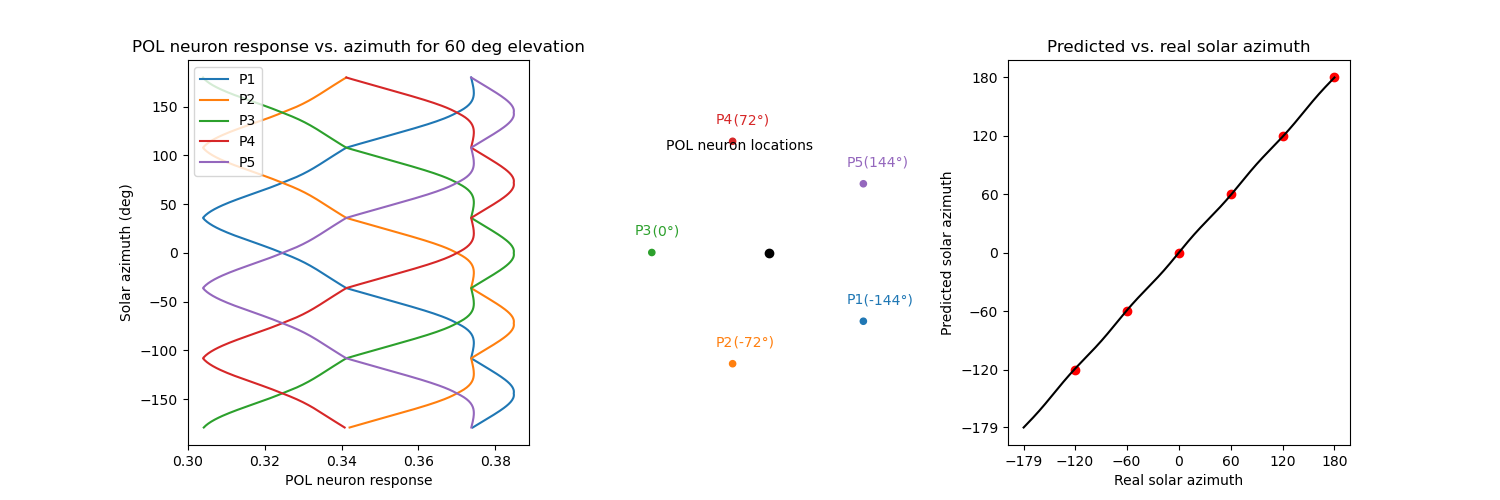 POL neuron response vs. azimuth for 60 deg elevation
P1
P2
P3
P4
P5
150
100
50
0
−50
−100
−150
Solar azimuth (deg)
0.30
0.32
0.34
0.36
0.38
POL neuron response
P4(72°)
POL neuron locations
P5(144°)
P3(0°)
P1(-144°)
P2(-72°)
Predicted vs. real solar azimuth
180
120
60
0
−60
−120
−179
Predicted solar azimuth
−179
−120
−60
0
60
120
180
Real solar azimuth